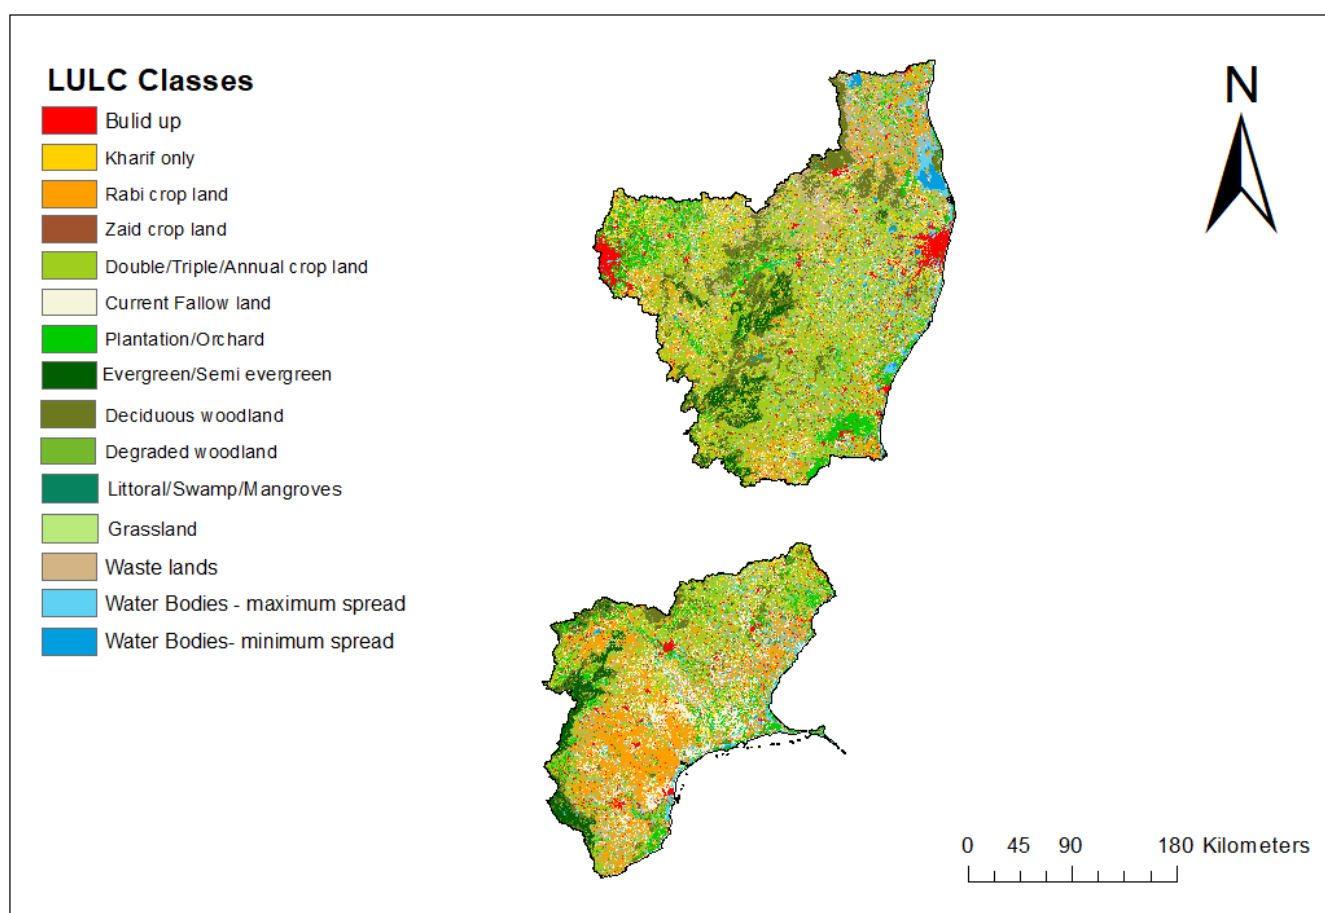 LULC Classes
Bulid up
Kharif only
Rabi crop land
Zaid crop land
Double/Triple/Annual crop land
Current Fallow land
Plantation/Orchard
Evergreen/Semi evergreen
Deciduous woodland
Degraded woodland
Littoral/Swamp/Mangroves
Grassland
Waste lands
Water Bodies - maximum spread
Water Bodies- minimum spread
N
0 45 90 180 Kilometers